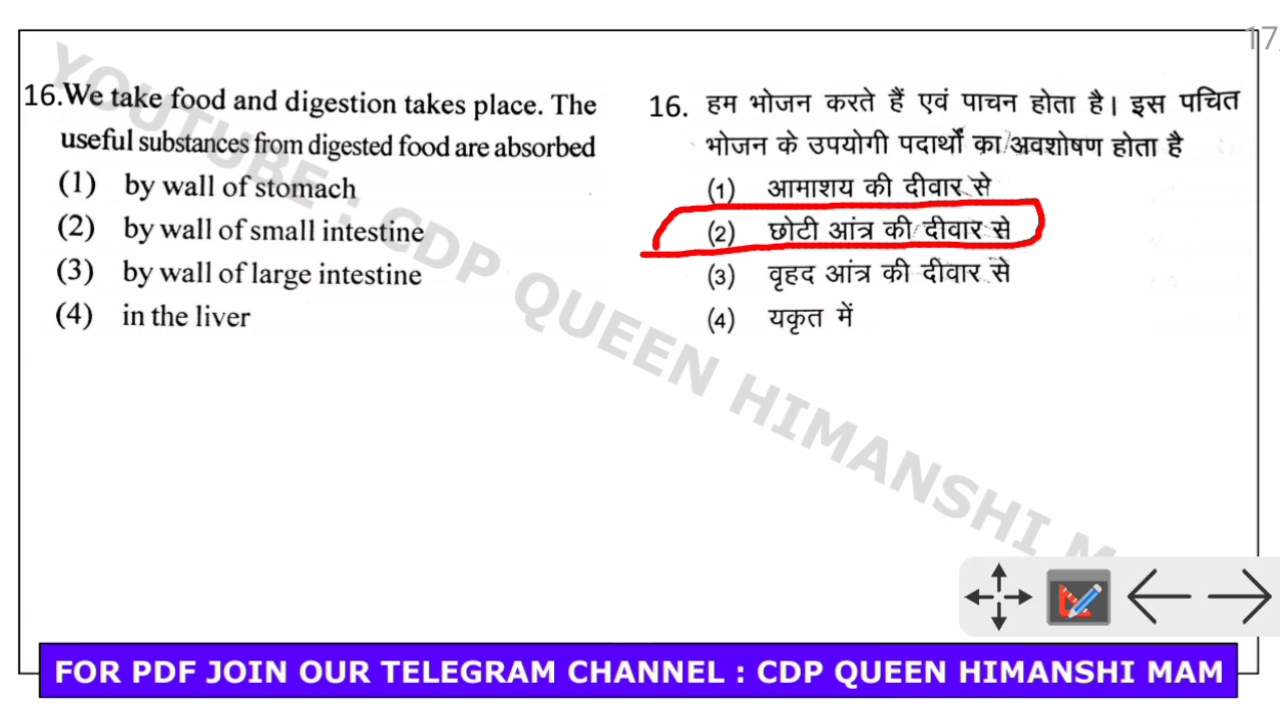 17
16.We take food and digestion takes place. The
useful substances from digested food are absorbed
(1) by wall of stomach
(2) by wall of small intestine
(3) by wall of large intestine
(4) in the liver
16. हम भोजन करते हैं एवं पाचन होता है। इस पचित
भोजन के उपयोगी पदार्थों का अवशोषण होता है
(1) आमाशय की दीवार से
(2) छोटी आंत्र की दीवार से
(3) वृहद आंत्र की दीवार से
(4) यकृत में
YOUTUBE : CDP QUEEN HIMANSHI M
FOR PDF JOIN OUR TELEGRAM CHANNEL : CDP QUEEN HIMANSHI MAM